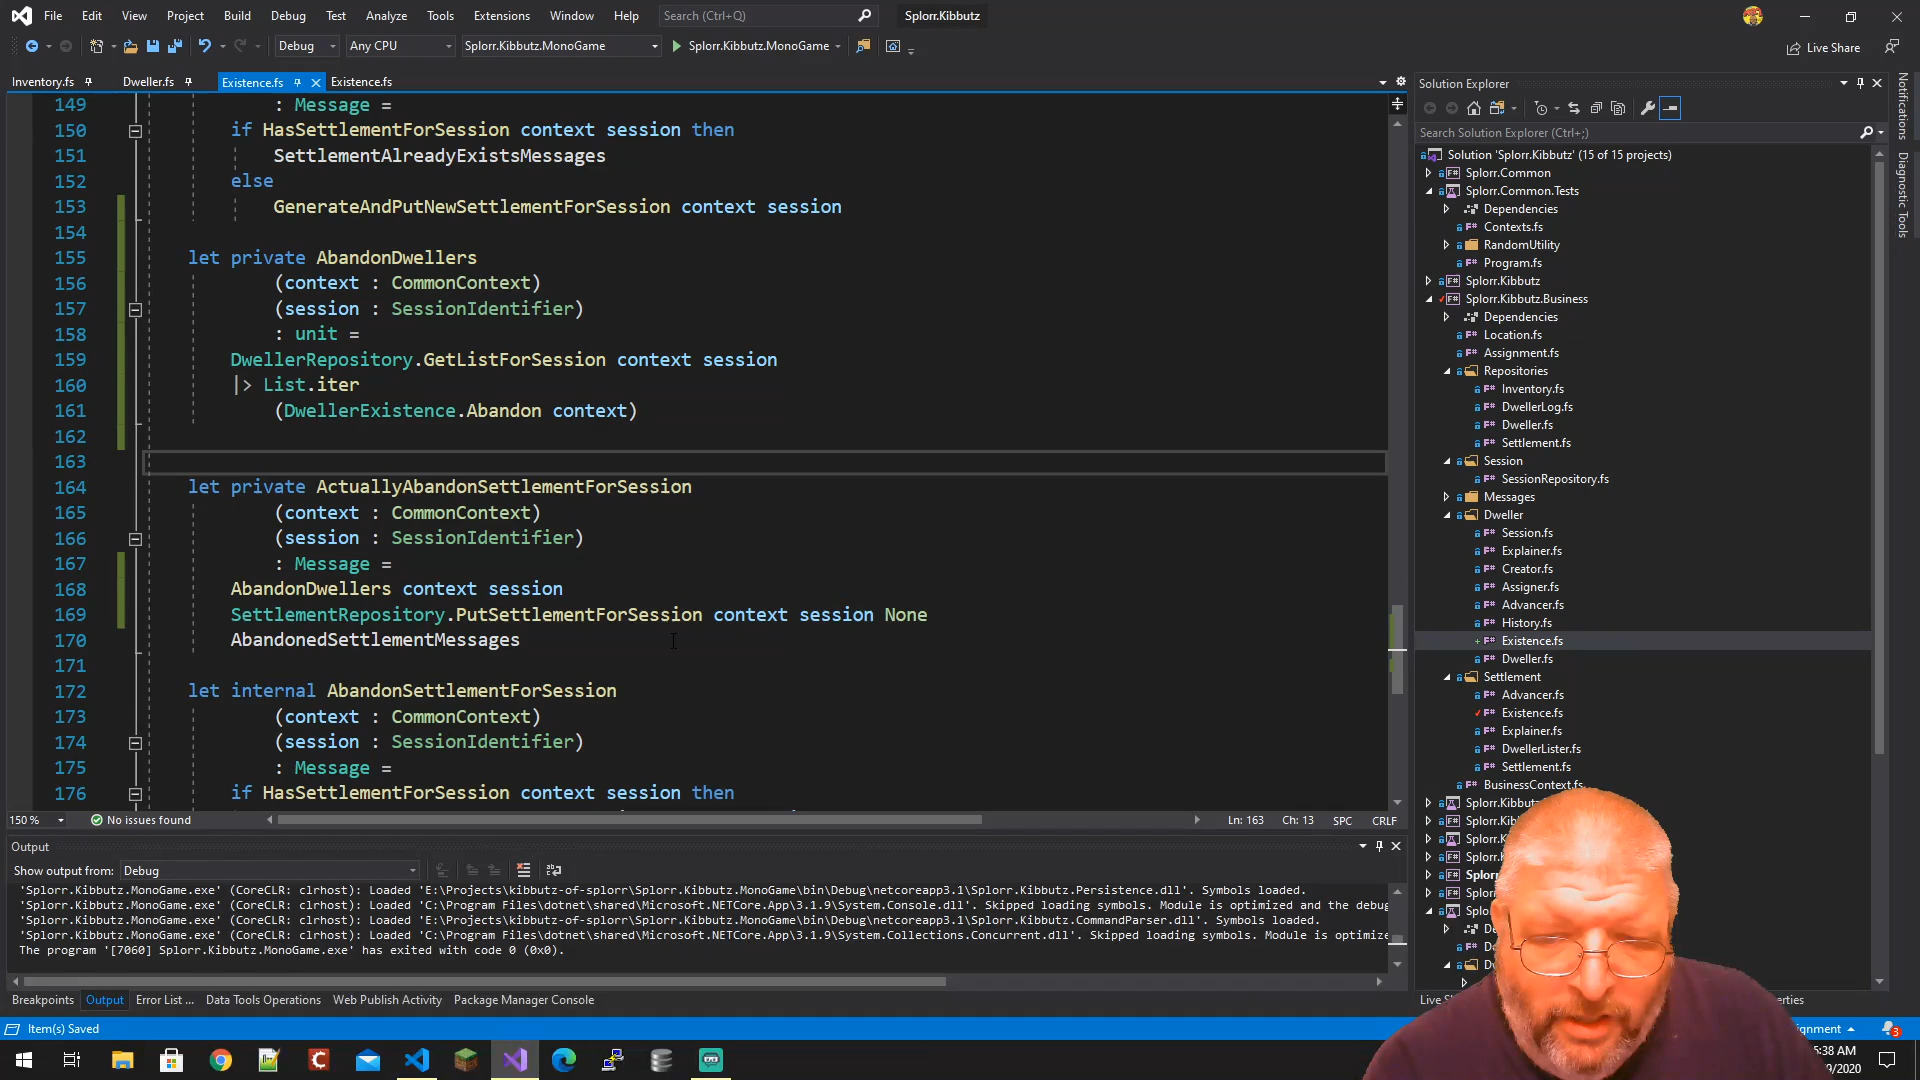 File Edit View Project Build Debug Test Analyze Tools Extensions Window Help Search (Ctrl+Q) Splorr.Kibbutz
Debug Any CPU Splorr.Kibbutz.MonoGame Splorr.Kibbutz.MonoGame Live Share
Inventory.fs Dweller.fs Existence.fs Existence.fs
149 : Message =
150 if HasSettlementForSession context session then
151 SettlementAlreadyExistsMessages
152 else
153 GenerateAndPutNewSettlementForSession context session
154
155 let private AbandonDwellers
156 (context : CommonContext)
157 (session : SessionIdentifier)
158 : unit =
159 DwellerRepository.GetListForSession context session
160 |> List.iter
161 (DwellerExistence.Abandon context)
162
163
164 let private ActuallyAbandonSettlementForSession
165 (context : CommonContext)
166 (session : SessionIdentifier)
167 : Message =
168 AbandonDwellers context session
169 SettlementRepository.PutSettlementForSession context session None
170 AbandonedSettlementMessages
171
172 let internal AbandonSettlementForSession
173 (context : CommonContext)
174 (session : SessionIdentifier)
175 : Message =
176 if HasSettlementForSession context session then
150 % No issues found Ln: 163 Ch: 13 SPC CRLF
Output
Show output from: Debug
'Splorr.Kibbutz.MonoGame.exe' (CoreCLR: clrhost): Loaded 'E:\Projects\kibbutz-of-splorr\Splorr.Kibbutz.MonoGame\bin\Debug\netcoreapp3.1\Splorr.Kibbutz.Persistence.dll'. Symbols loaded.
'Splorr.Kibbutz.MonoGame.exe' (CoreCLR: clrhost): Loaded 'C:\Program Files\dotnet\shared\Microsoft.NETCore.App\3.1.9\System.Console.dll'. Skipped loading symbols. Module is optimized and the debug
'Splorr.Kibbutz.MonoGame.exe' (CoreCLR: clrhost): Loaded 'E:\Projects\kibbutz-of-splorr\Splorr.Kibbutz.MonoGame\bin\Debug\netcoreapp3.1\Splorr.Kibbutz.CommandParser.dll'. Symbols loaded.
'Splorr.Kibbutz.MonoGame.exe' (CoreCLR: clrhost): Loaded 'C:\Program Files\dotnet\shared\Microsoft.NETCore.App\3.1.9\System.Collections.Concurrent.dll'. Skipped loading symbols. Module is optimize
The program '[7060] Splorr.Kibbutz.MonoGame.exe' has exited with code 0 (0x0).
Breakpoints Output Error List ... Data Tools Operations Web Publish Activity Package Manager Console
Item(s) Saved
Solution Explorer
Search Solution Explorer (Ctrl+;)
Solution 'Splorr.Kibbutz' (15 of 15 projects)
Splorr.Common
Splorr.Common.Tests
Dependencies
Contexts.fs
RandomUtility
Program.fs
Splorr.Kibbutz
Splorr.Kibbutz.Business
Dependencies
Location.fs
Assignment.fs
Repositories
Inventory.fs
DwellerLog.fs
Dweller.fs
Settlement.fs
Session
SessionRepository.fs
Messages
Dweller
Session.fs
Explainer.fs
Creator.fs
Assigner.fs
Advancer.fs
History.fs
Existence.fs
Dweller.fs
Settlement
Advancer.fs
Existence.fs
Explainer.fs
DwellerLister.fs
Settlement.fs
BusinessContext.fs
Notifications
Diagnostic Tools
3